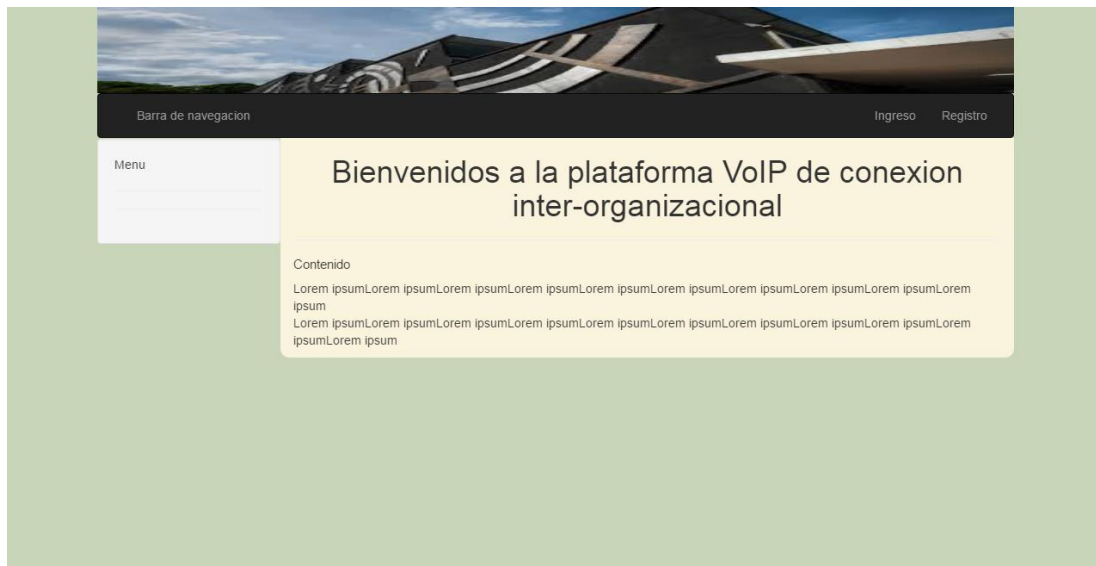 Barra de navegacion
Ingreso
Registro
Menu
Bienvenidos a la plataforma VoIP de conexion
inter-organizacional
Contenido
Lorem ipsumLorem ipsumLorem ipsumLorem ipsumLorem ipsumLorem ipsumLorem ipsumLorem ipsumLorem ipsumLorem
ipsum
Lorem ipsumLorem ipsumLorem ipsumLorem ipsumLorem ipsumLorem ipsumLorem ipsumLorem ipsumLorem ipsumLorem
ipsumLorem ipsum